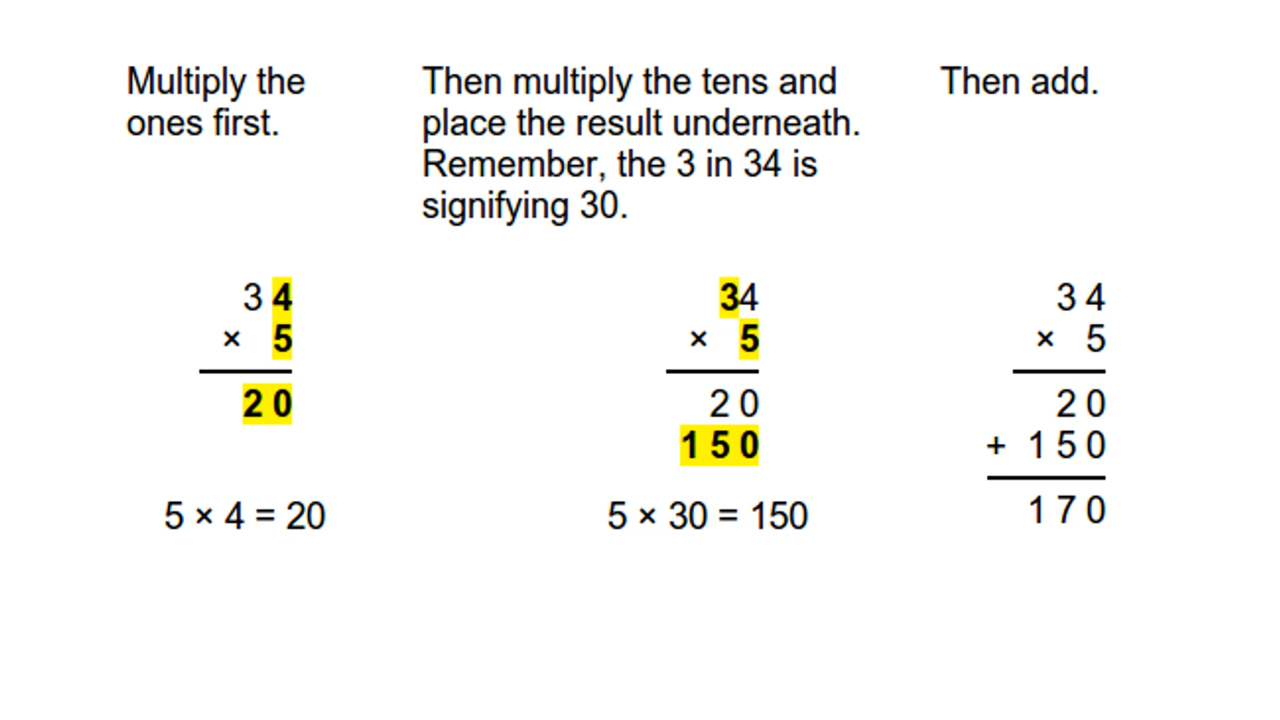 Multiply the
ones first.
Then multiply the tens and
place the result underneath.
Remember, the 3 in 34 is
signifying 30.
Then add.
3 4
× 5
2 0
5 × 4 = 20
34
× 5
2 0
1 5 0
5 × 30 = 150
3 4
× 5
2 0
+ 1 5 0
1 7 0